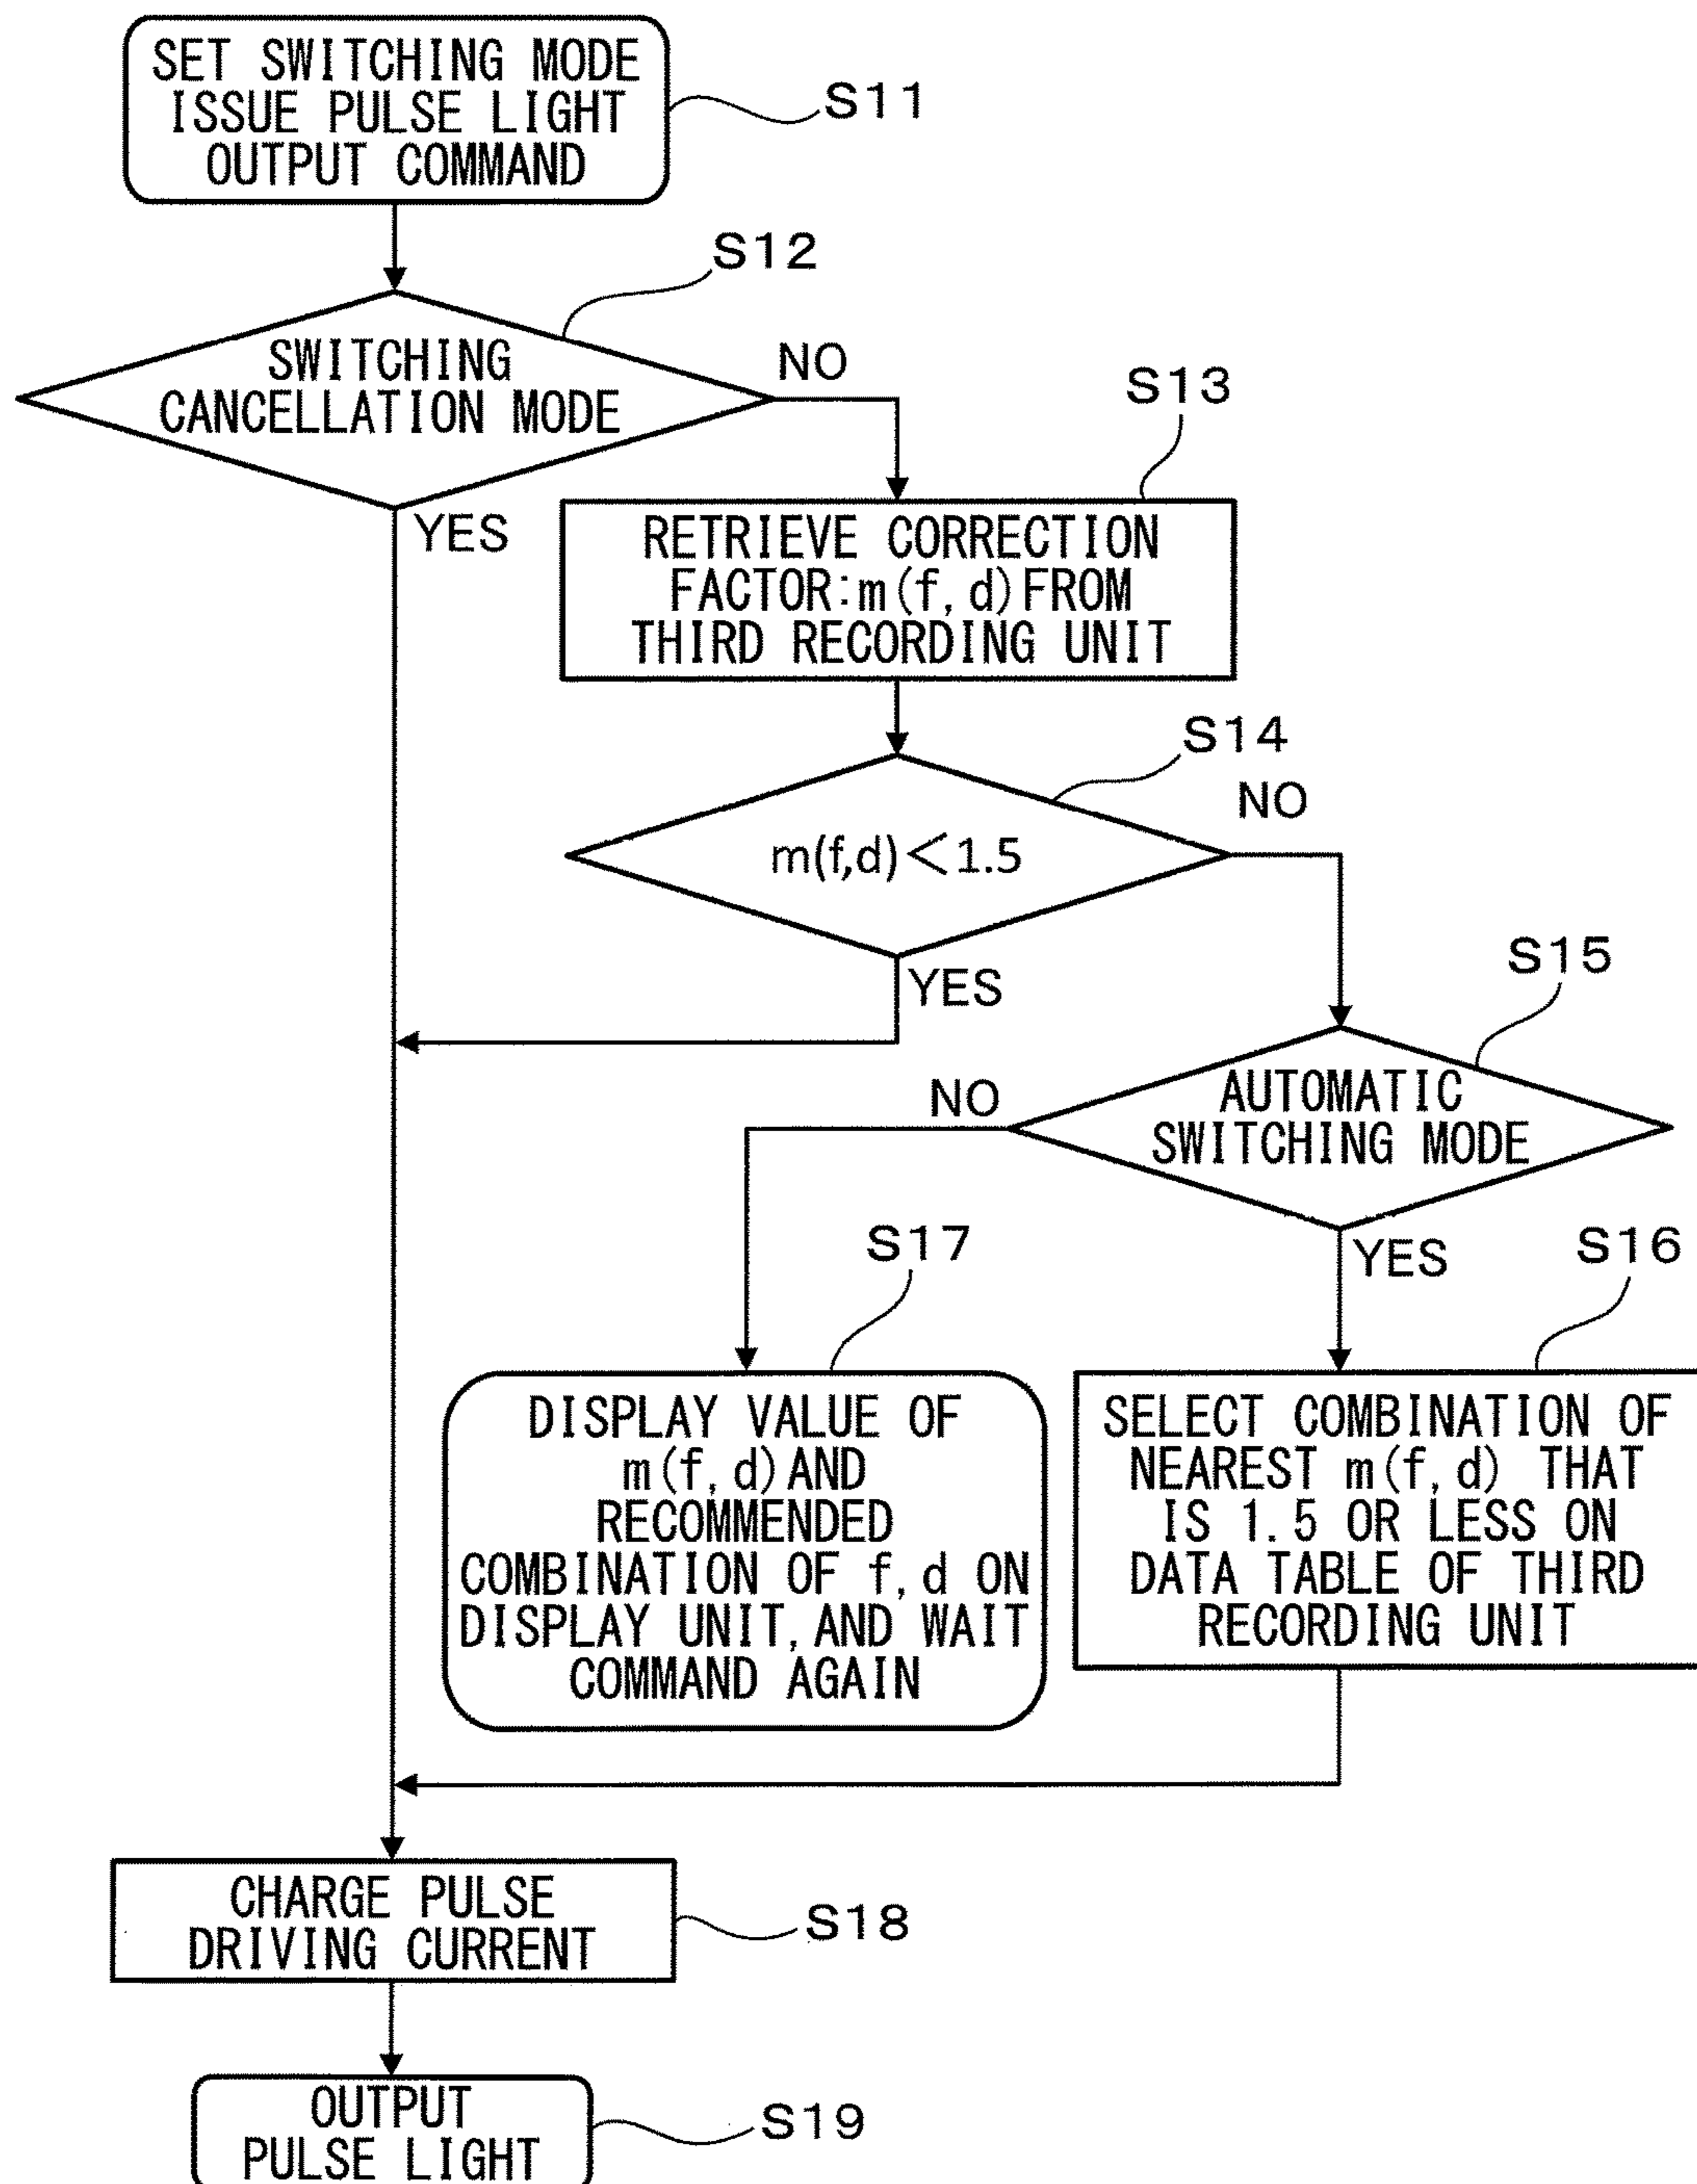 SET SWITCHING MODE
ISSUE PULSE LIGHT
OUTPUT COMMAND
S11
S12
SWITCHING
CANCELLATION MODE
NO
YES
S13
RETRIEVE CORRECTION
FACTOR:m(f,d)FROM
THIRD RECORDING UNIT
S14
m(f,d)<1.5
NO
YES
S15
AUTOMATIC
SWITCHING MODE
NO
YES
S17
DISPLAY VALUE OF
m(f,d)AND
RECOMMENDED
COMBINATION OF f,d ON
DISPLAY UNIT,AND WAIT
COMMAND AGAIN
S16
SELECT COMBINATION OF
NEAREST m(f,d) THAT
IS 1.5 OR LESS ON
DATA TABLE OF THIRD
RECORDING UNIT
CHARGE PULSE
DRIVING CURRENT
S18
OUTPUT
PULSE LIGHT
S19